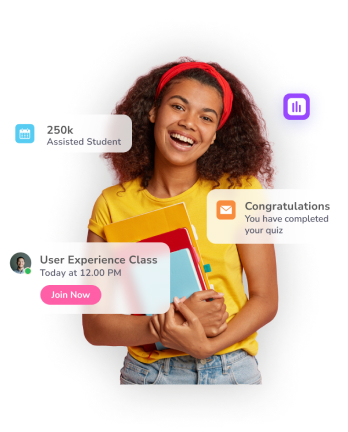 250k
Assisted Student
Congratulations
You have completed
your quiz
User Experience Class
Today at 12.00 PM
Join Now